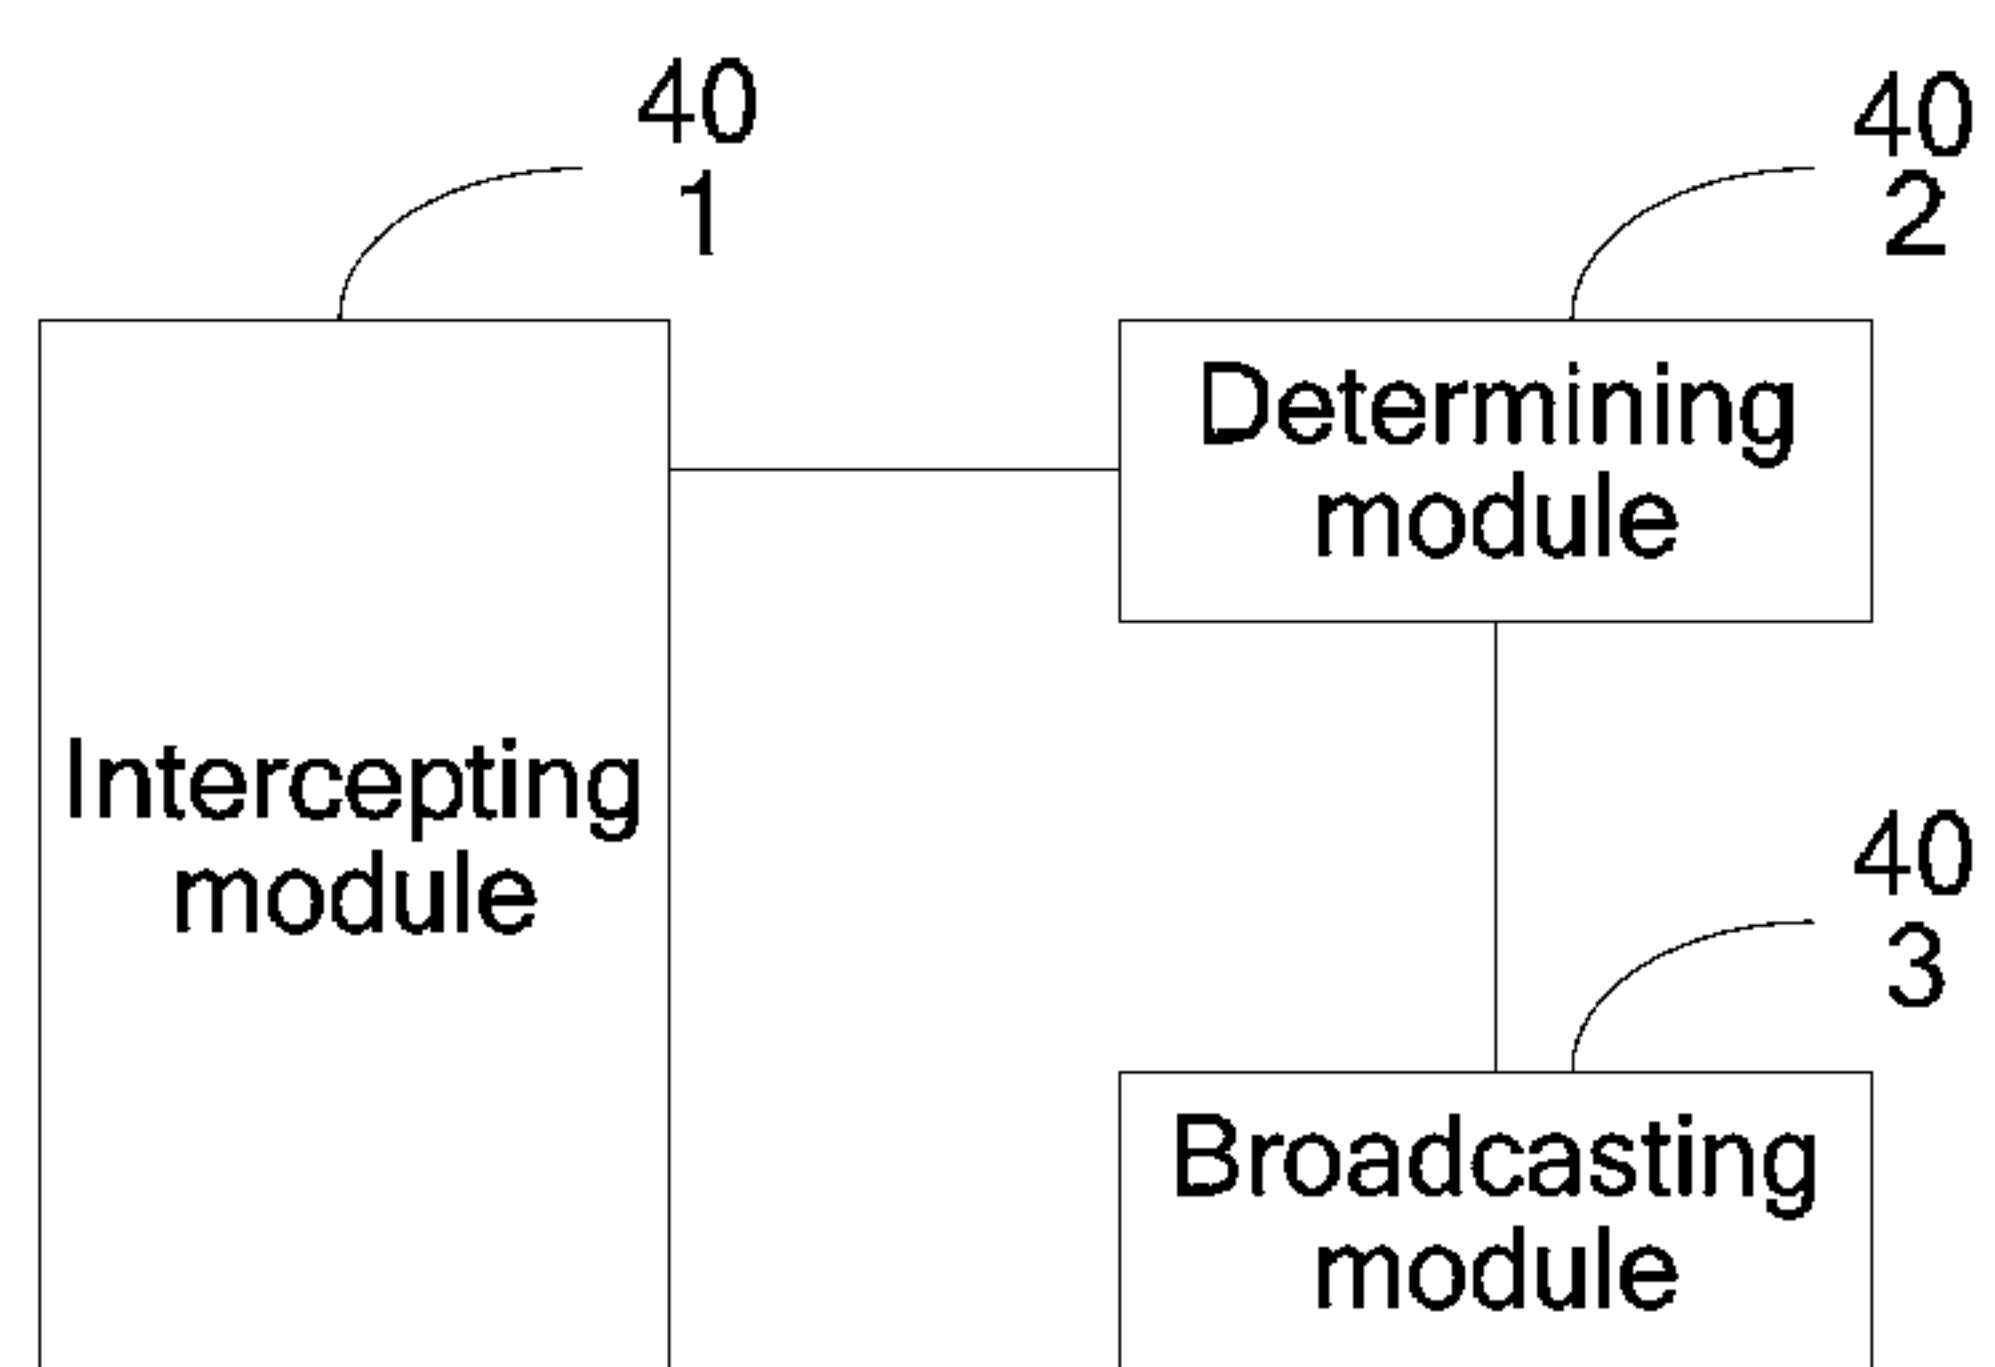 40
1
40
2
Determining
module
Intercepting
module
40
3
Broadcasting
module